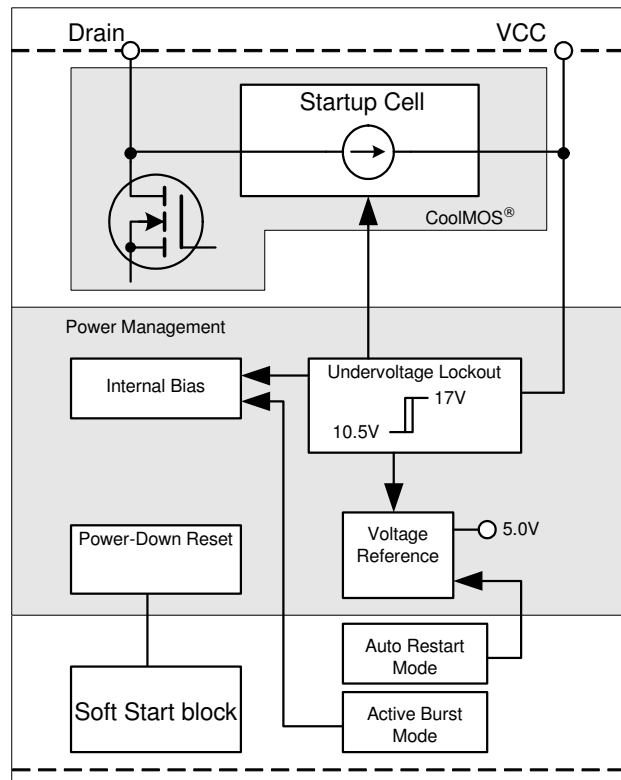 Drain
VCC
Startup Cell
CoolMOS®
Power Management
Internal Bias
Undervoltage Lockout
17V
10.5V
Power-Down Reset
Voltage
Reference
5.0V
Auto Restart
Mode
Soft Start block
Active Burst
Mode